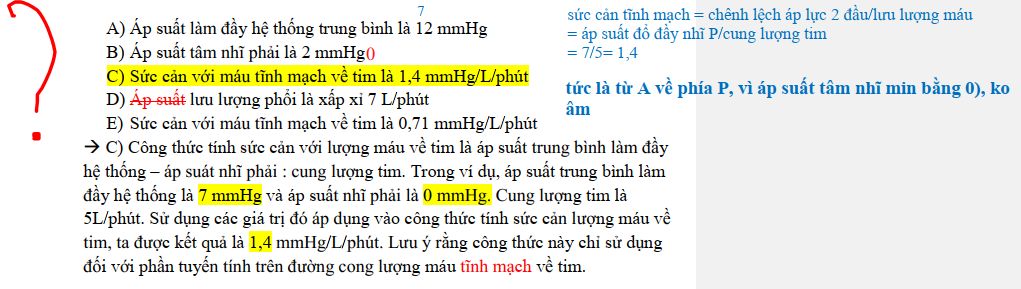 ?
7
A) Áp suất làm đầy hệ thống trung bình là 12 mmHg
B) Áp suất tâm nhĩ phải là 2 mmHg0
C) Sức cản với máu tĩnh mạch về tim là 1,4 mmHg/L/phút
D) Áp suất lưu lượng phổi là xấp xỉ 7 L/phút
E) Sức cản với máu tĩnh mạch về tim là 0,71 mmHg/L/phút
→ C) Công thức tính sức cản với lượng máu về tim là áp suất trung bình làm đầy
hệ thống – áp suát nhĩ phải : cung lượng tim. Trong ví dụ, áp suất trung bình làm
đầy hệ thống là 7 mmHg và áp suất nhĩ phải là 0 mmHg. Cung lượng tim là
5L/phút. Sử dụng các giá trị đó áp dụng vào công thức tính sức cản lượng máu về
tim, ta được kết quả là 1,4 mmHg/L/phút. Lưu ý rằng công thức này chỉ sử dụng
đối với phần tuyến tính trên đường cong lượng máu tĩnh mạch về tim.
sức cản tĩnh mạch = chênh lệch áp lực 2 đầu/lưu lượng máu
= áp suất đổ đầy nhĩ P/cung lượng tim
= 7/5= 1,4
tức là từ A về phía P, vì áp suất tâm nhĩ min bằng 0), ko
âm